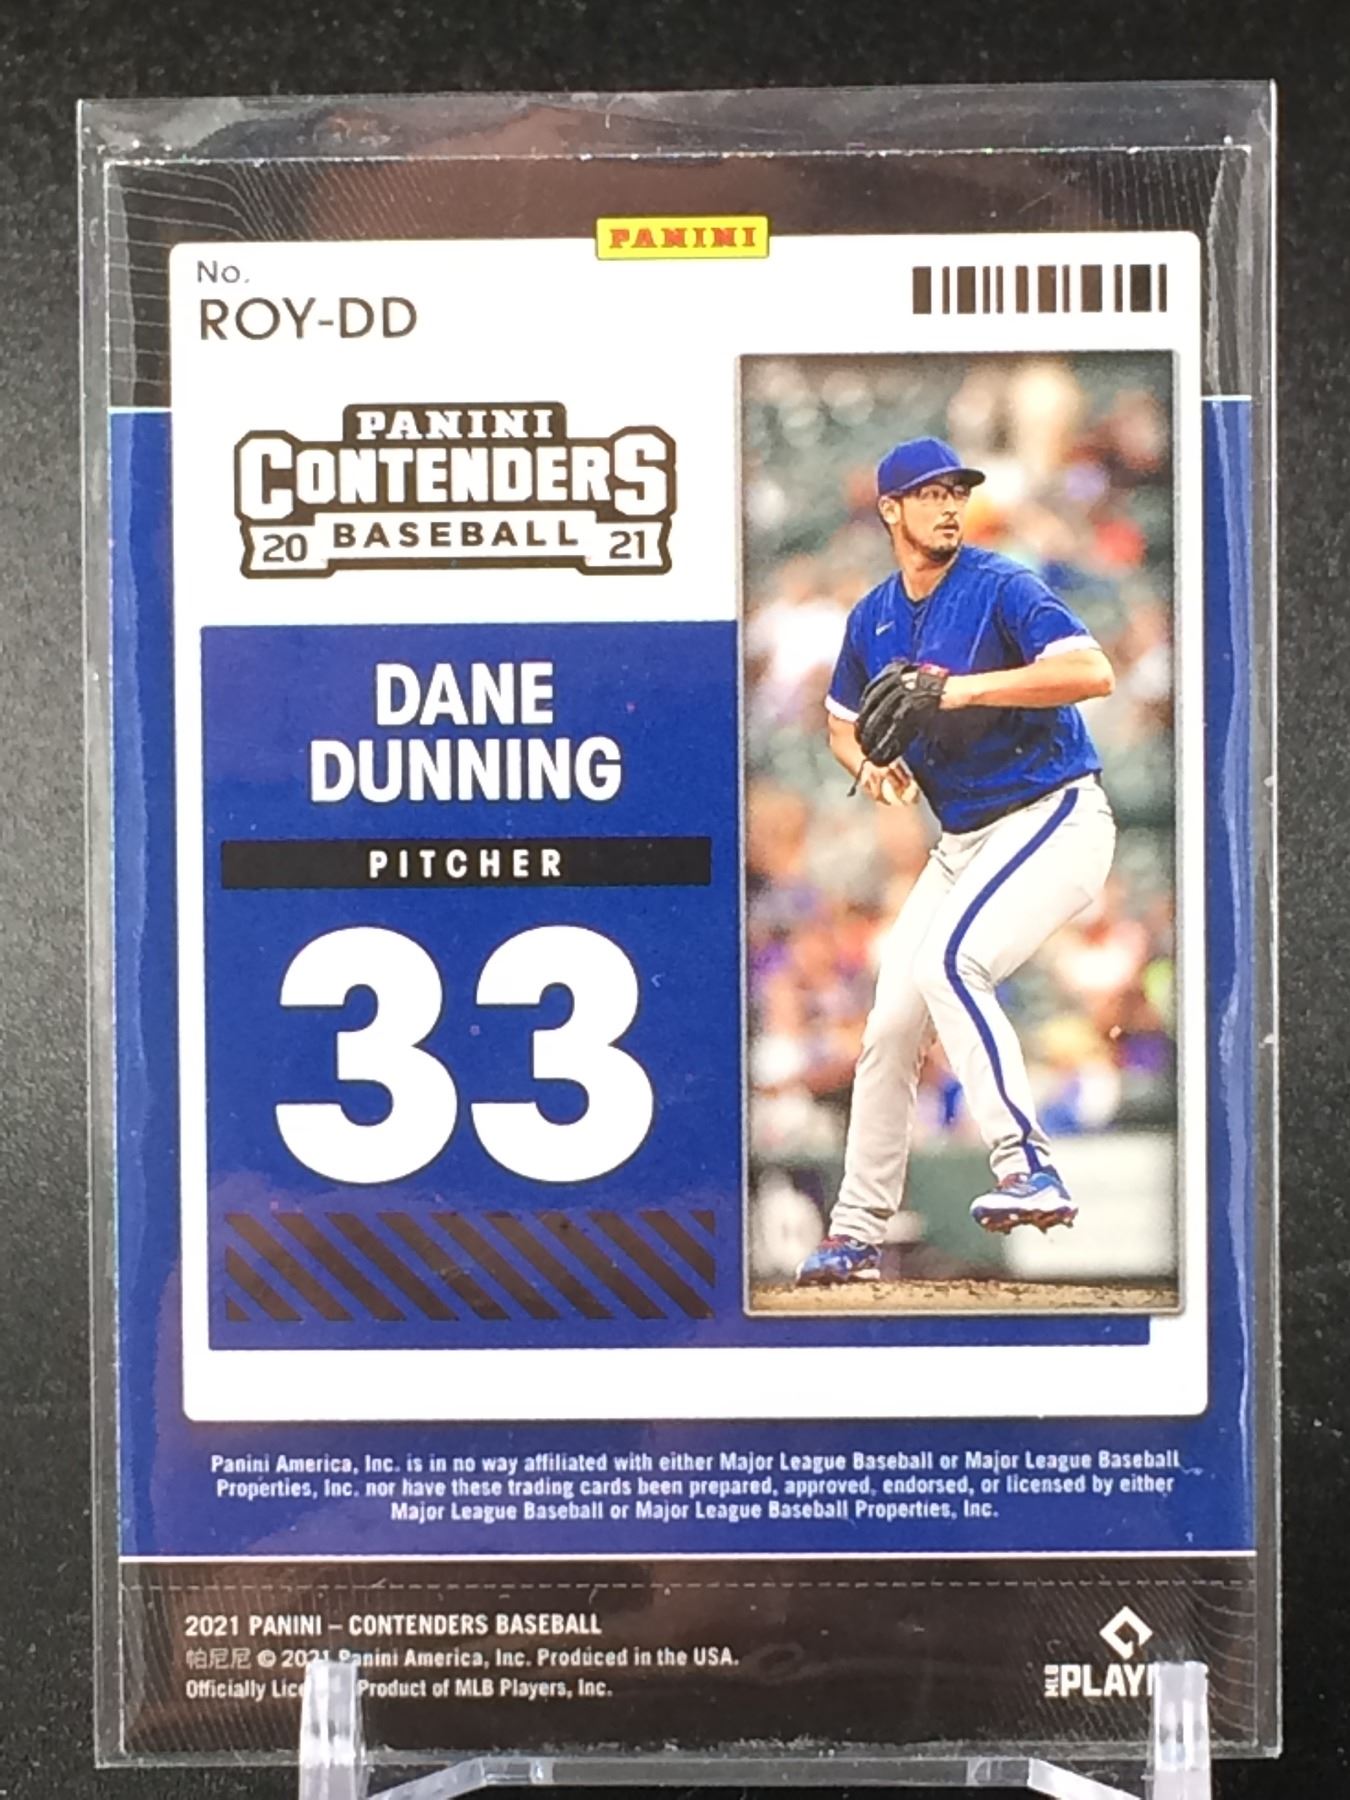 PANINI
No.
ROY-DD
PANINI
CONTENDERS
20 BASEBALL 21
DANE
DUNNING
PITCHER
33
Panini America, Inc. is in no way affiliated with either Major League Baseball or Major League Baseball
Properties, Inc. nor have these trading cards been prepared, approved, endorsed, or licensed by either
Major League Baseball or Major League Baseball Properties, Inc.
2021 PANINI – CONTENDERS BASEBALL
帕尼尼 © 2021 Panini America, Inc. Produced in the USA.
Officially Product of MLB Players, Inc.
MLB